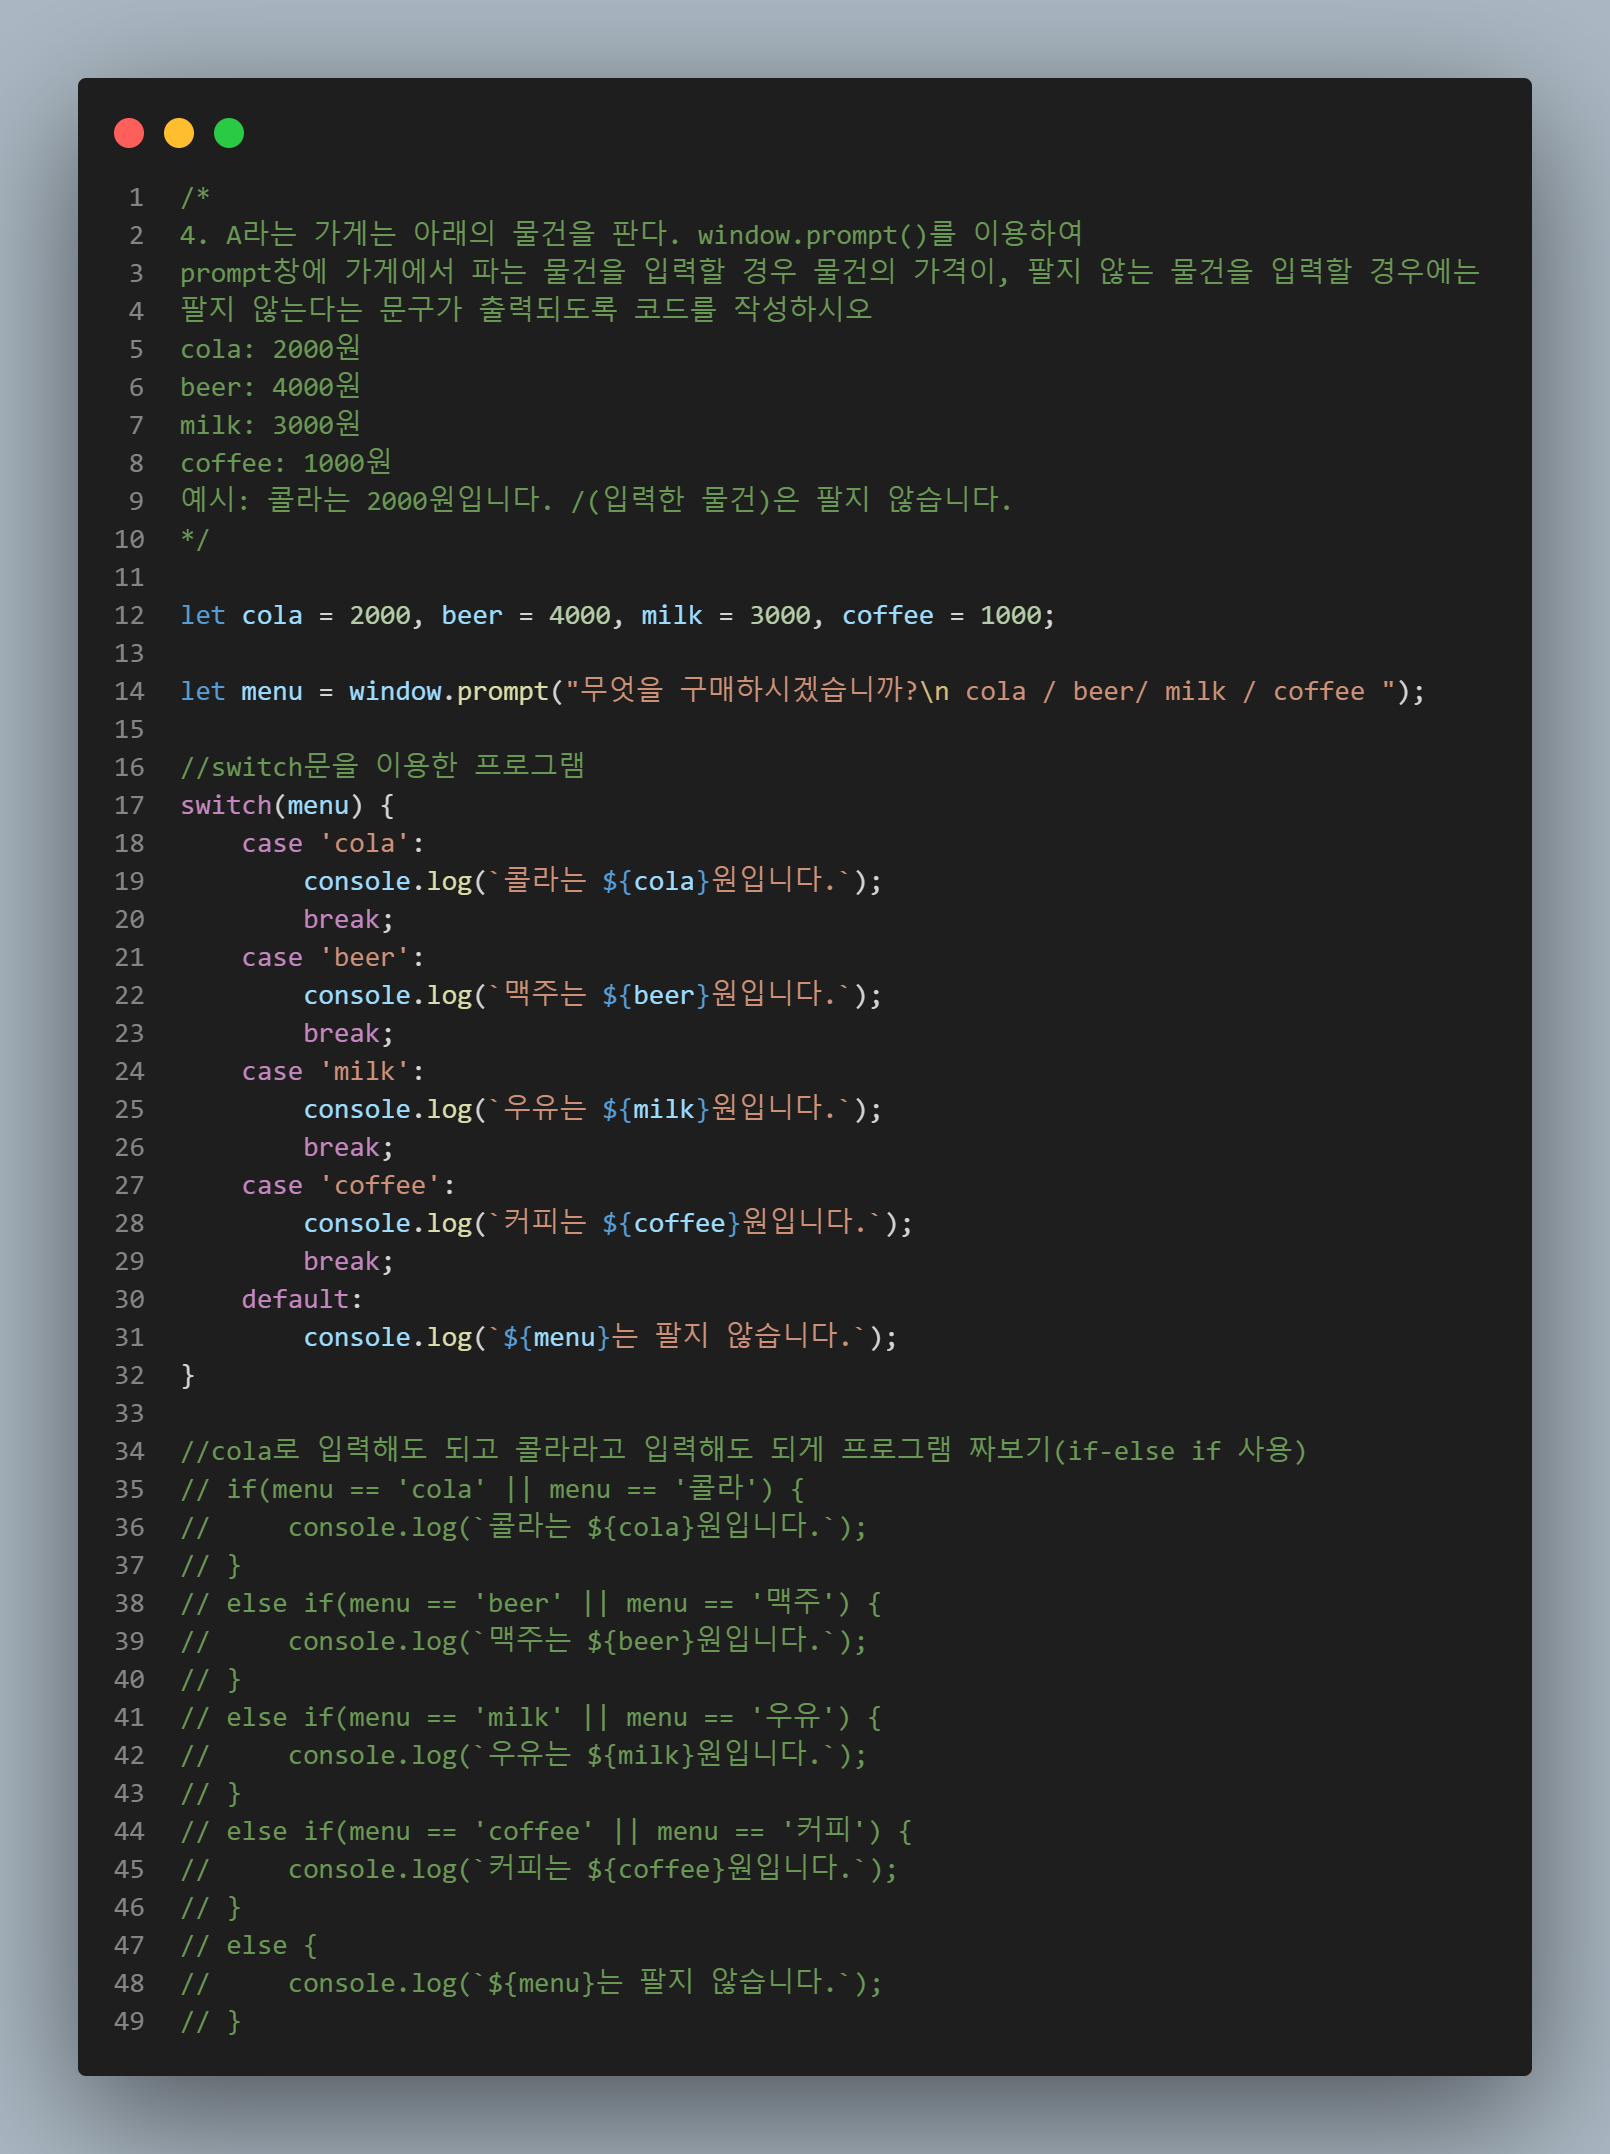 1 /*
2 4. A라는 가게는 아래의 물건을 판다. window.prompt()를 이용하여
3 prompt창에 가게에서 파는 물건을 입력할 경우 물건의 가격이, 팔지 않는 물건을 입력할 경우에는
4 팔지 않는다는 문구가 출력되도록 코드를 작성하시오
5 cola: 2000원
6 beer: 4000원
7 milk: 3000원
8 coffee: 1000원
9 예시: 콜라는 2000원입니다. /(입력한 물건)은 팔지 않습니다.
10 */
11
12 let cola = 2000, beer = 4000, milk = 3000, coffee = 1000;
13
14 let menu = window.prompt("무엇을 구매하시겠습니까?\n cola / beer/ milk / coffee ");
15
16 //switch문을 이용한 프로그램
17 switch(menu) {
18     case 'cola':
19         console.log(`콜라는 ${cola}원입니다.`);
20         break;
21     case 'beer':
22         console.log(`맥주는 ${beer}원입니다.`);
23         break;
24     case 'milk':
25         console.log(`우유는 ${milk}원입니다.`);
26         break;
27     case 'coffee':
28         console.log(`커피는 ${coffee}원입니다.`);
29         break;
30     default:
31         console.log(`${menu}는 팔지 않습니다.`);
32 }
33
34 //cola로 입력해도 되고 콜라라고 입력해도 되게 프로그램 짜보기(if-else if 사용)
35 // if(menu == 'cola' || menu == '콜라') {
36 //     console.log(`콜라는 ${cola}원입니다.`);
37 // }
38 // else if(menu == 'beer' || menu == '맥주') {
39 //     console.log(`맥주는 ${beer}원입니다.`);
40 // }
41 // else if(menu == 'milk' || menu == '우유') {
42 //     console.log(`우유는 ${milk}원입니다.`);
43 // }
44 // else if(menu == 'coffee' || menu == '커피') {
45 //     console.log(`커피는 ${coffee}원입니다.`);
46 // }
47 // else {
48 //     console.log(`${menu}는 팔지 않습니다.`);
49 // }